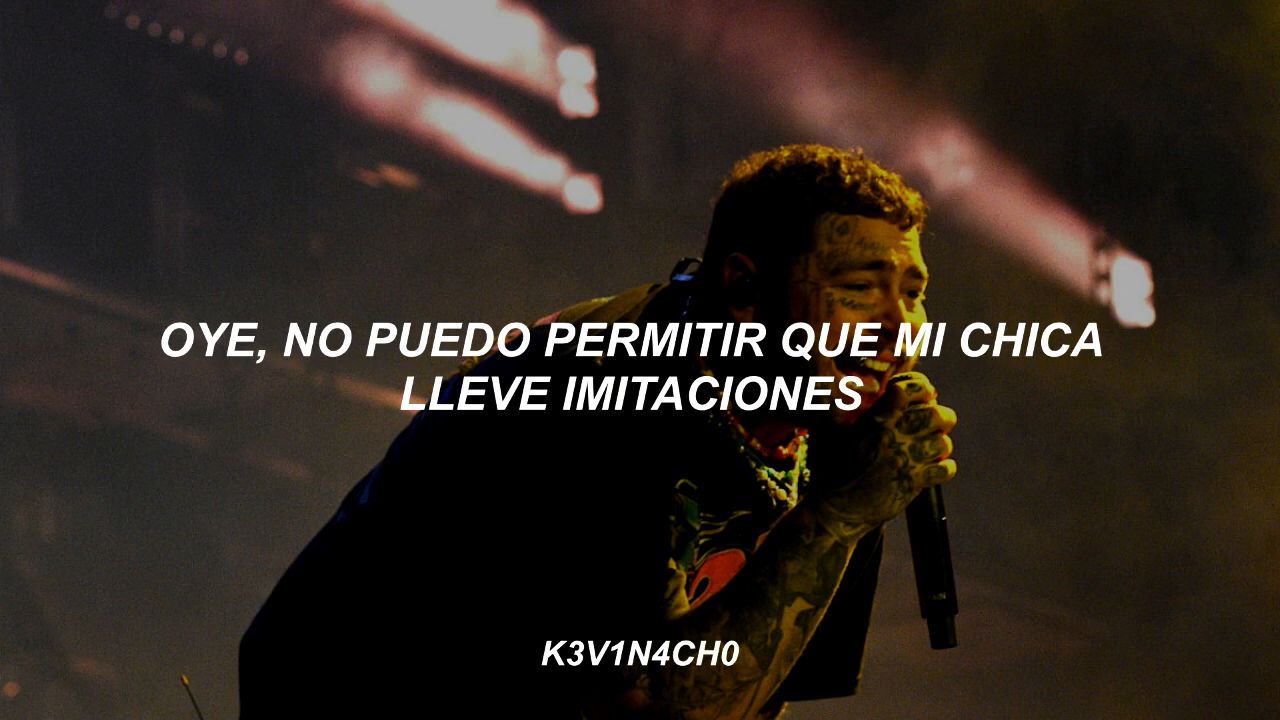 OYE, NO PUEDO PERMITIR QUE MI CHICA
LLEVE IMITACIONES
K3V1N4CH0